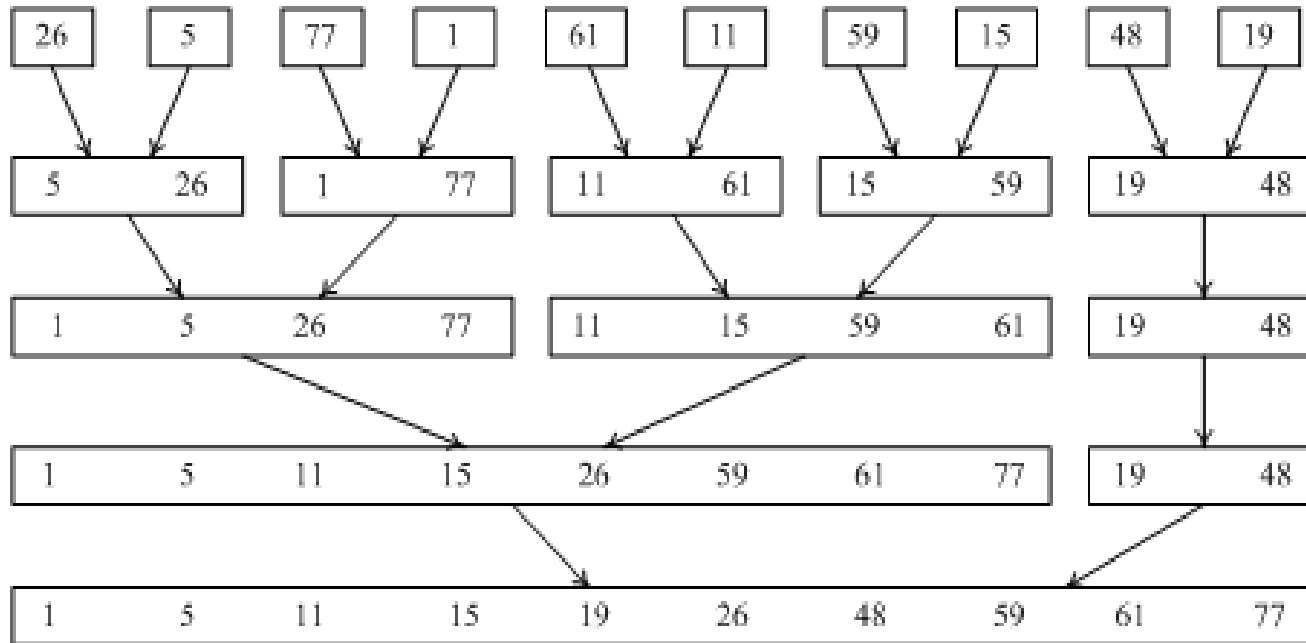 26 5 77 1 61 11 59 15 48 19
5 26 1 77 11 61 15 59 19 48
1 5 26 77 11 15 59 61 19 48
1 5 11 15 26 59 61 77 19 48
1 5 11 15 19 26 48 59 61 77